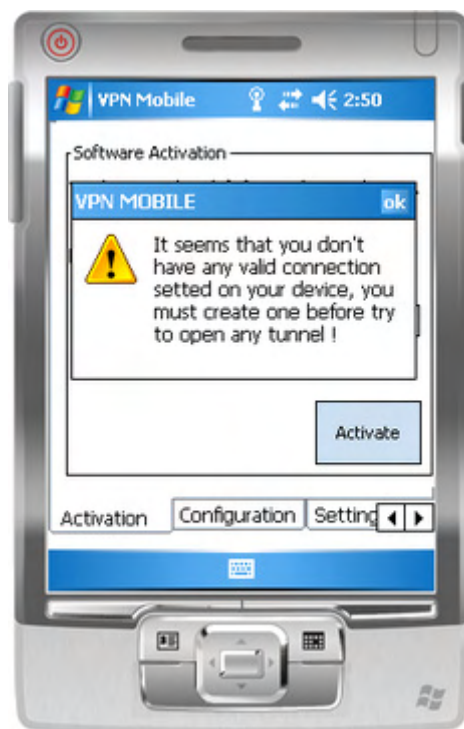 VPN Mobile 2:50
Software Activation
VPN MOBILE ok
It seems that you don't
have any valid connection
setted on your device, you
must create one before try
to open any tunnel !
Activate
Activation Configuration Setting